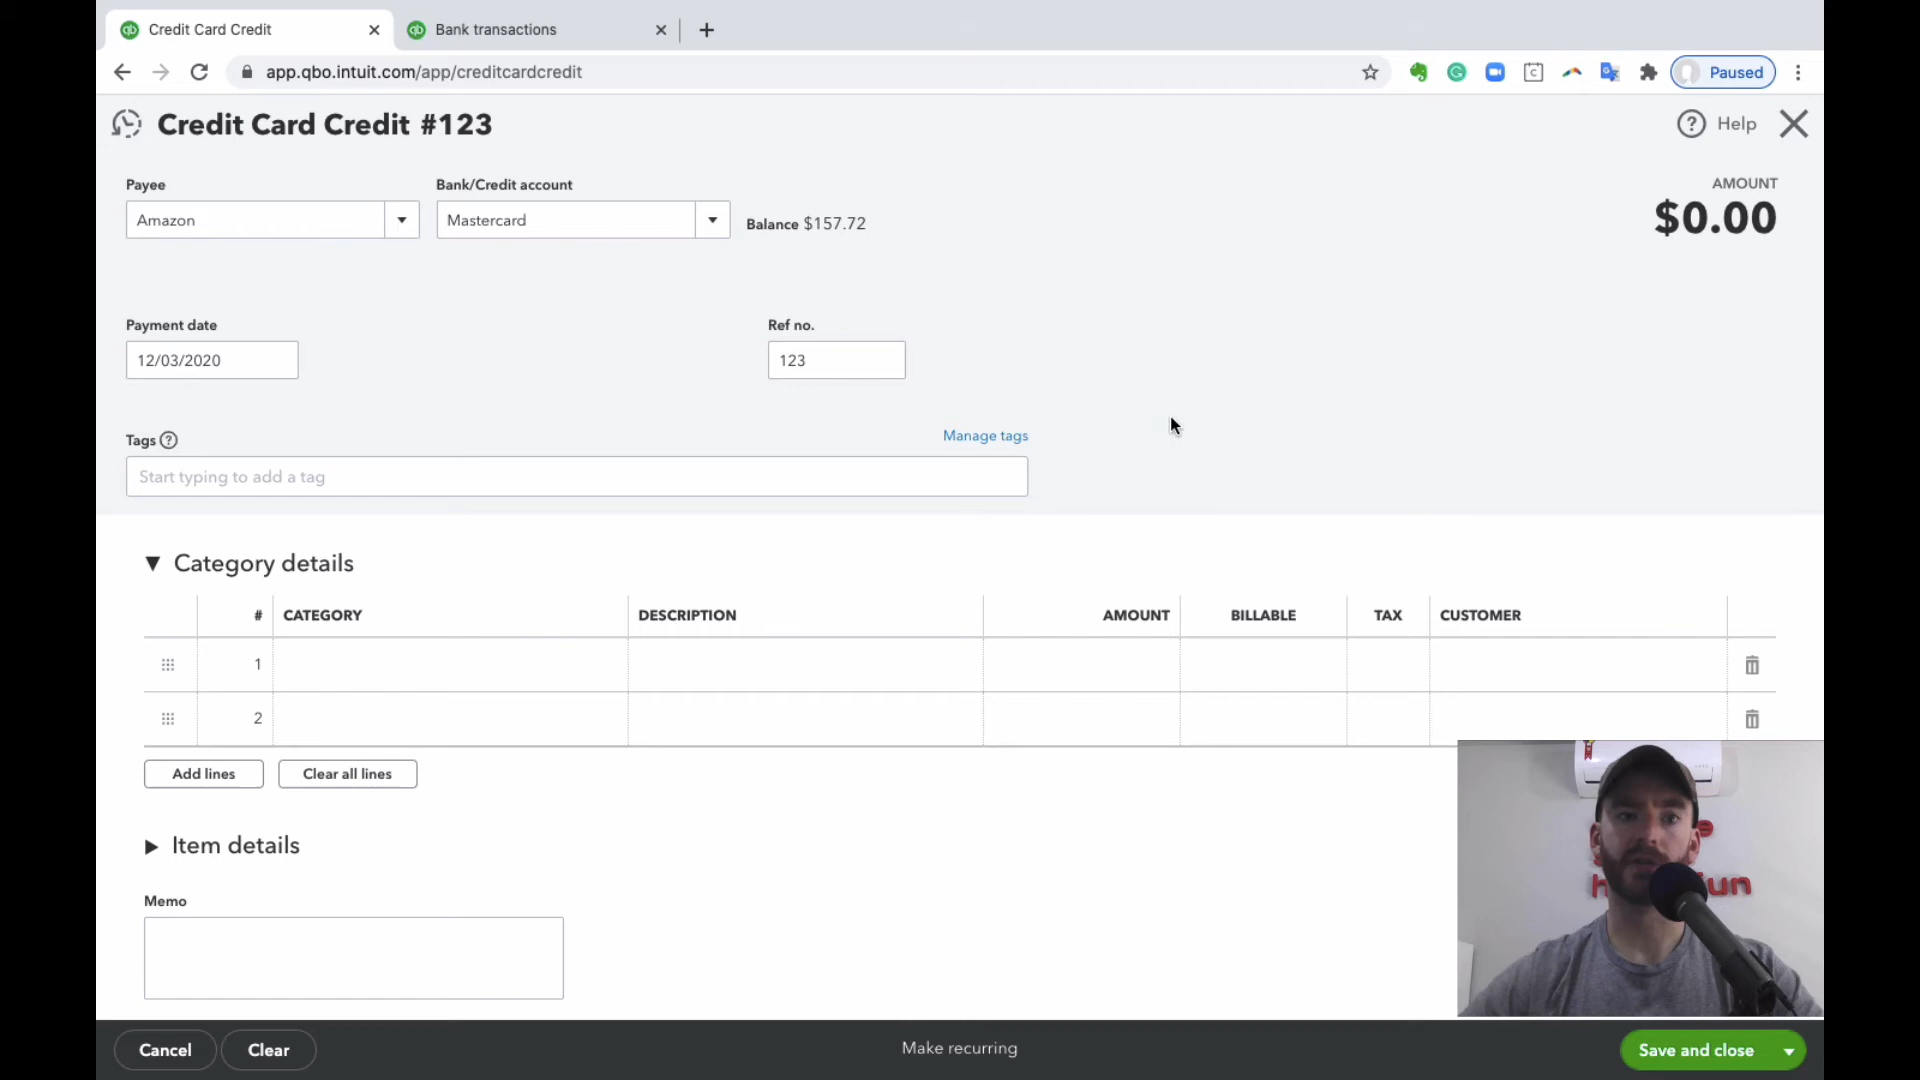 Credit Card Credit
Bank transactions
app.qbo.intuit.com/app/creditcardcredit
Paused
Credit Card Credit #123
Help
Payee
Bank/Credit account
AMOUNT
Amazon
Mastercard
Balance $157.72
$0.00
Payment date
Ref no.
12/03/2020
123
Tags
Manage tags
Start typing to add a tag
Category details
# CATEGORY DESCRIPTION AMOUNT BILLABLE TAX CUSTOMER
1
2
Add lines
Clear all lines
Item details
Memo
Cancel
Clear
Make recurring
Save and close